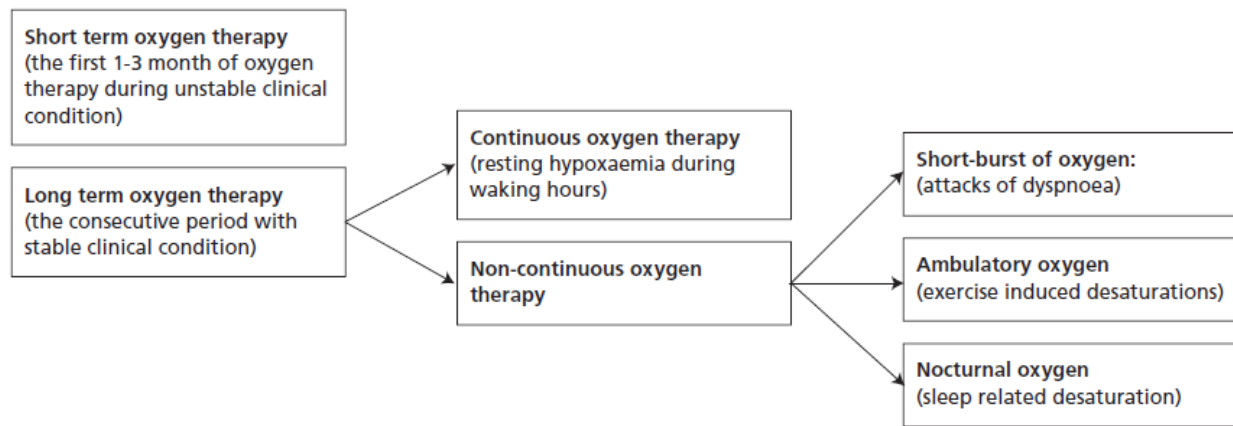 Short term oxygen therapy
(the first 1-3 month of oxygen
therapy during unstable clinical
condition)
Long term oxygen therapy
(the consecutive period with
stable clinical condition)
Continuous oxygen therapy
(resting hypoxaemia during
waking hours)
Non-continuous oxygen
therapy
Short-burst of oxygen:
(attacks of dyspnoea)
Ambulatory oxygen
(exercise induced desaturations)
Nocturnal oxygen
(sleep related desaturation)